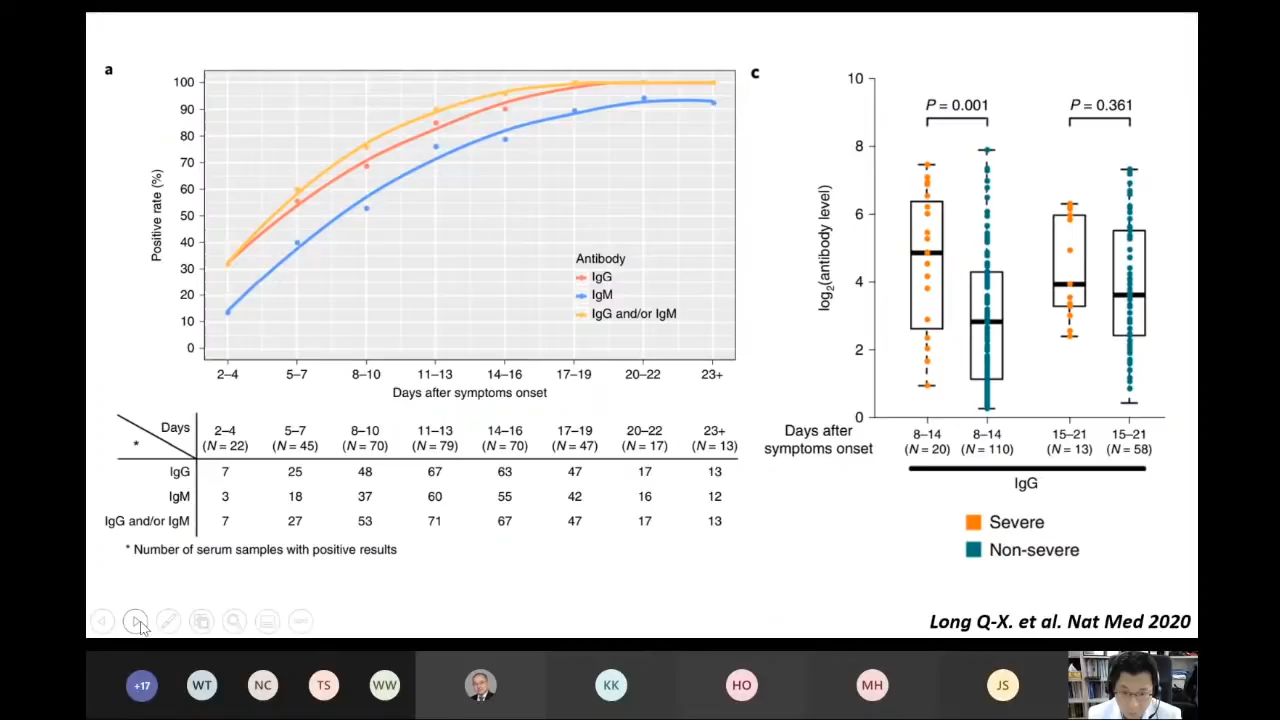 a
100
90
80
70
60
50
40
30
20
10
0
Positive rate (%)
Antibody
IgG
IgM
IgG and/or IgM
2–4 5–7 8–10 11–13 14–16 17–19 20–22 23+
Days after symptoms onset
Days 2–4 5–7 8–10 11–13 14–16 17–19 20–22 23+
* (N = 22) (N = 45) (N = 70) (N = 79) (N = 70) (N = 47) (N = 17) (N = 13)
IgG 7 25 48 67 63 47 17 13
IgM 3 18 37 60 55 42 16 12
IgG and/or IgM 7 27 53 71 67 47 17 13
* Number of serum samples with positive results
c
10
8
6
4
2
0
log2(antibody level)
P = 0.001 P = 0.361
Days after symptoms onset
8–14 8–14 15–21 15–21
(N = 20) (N = 110) (N = 13) (N = 58)
IgG
Severe
Non-severe
Long Q-X. et al. Nat Med 2020
+17 WT NC TS WW KK HO MH JS